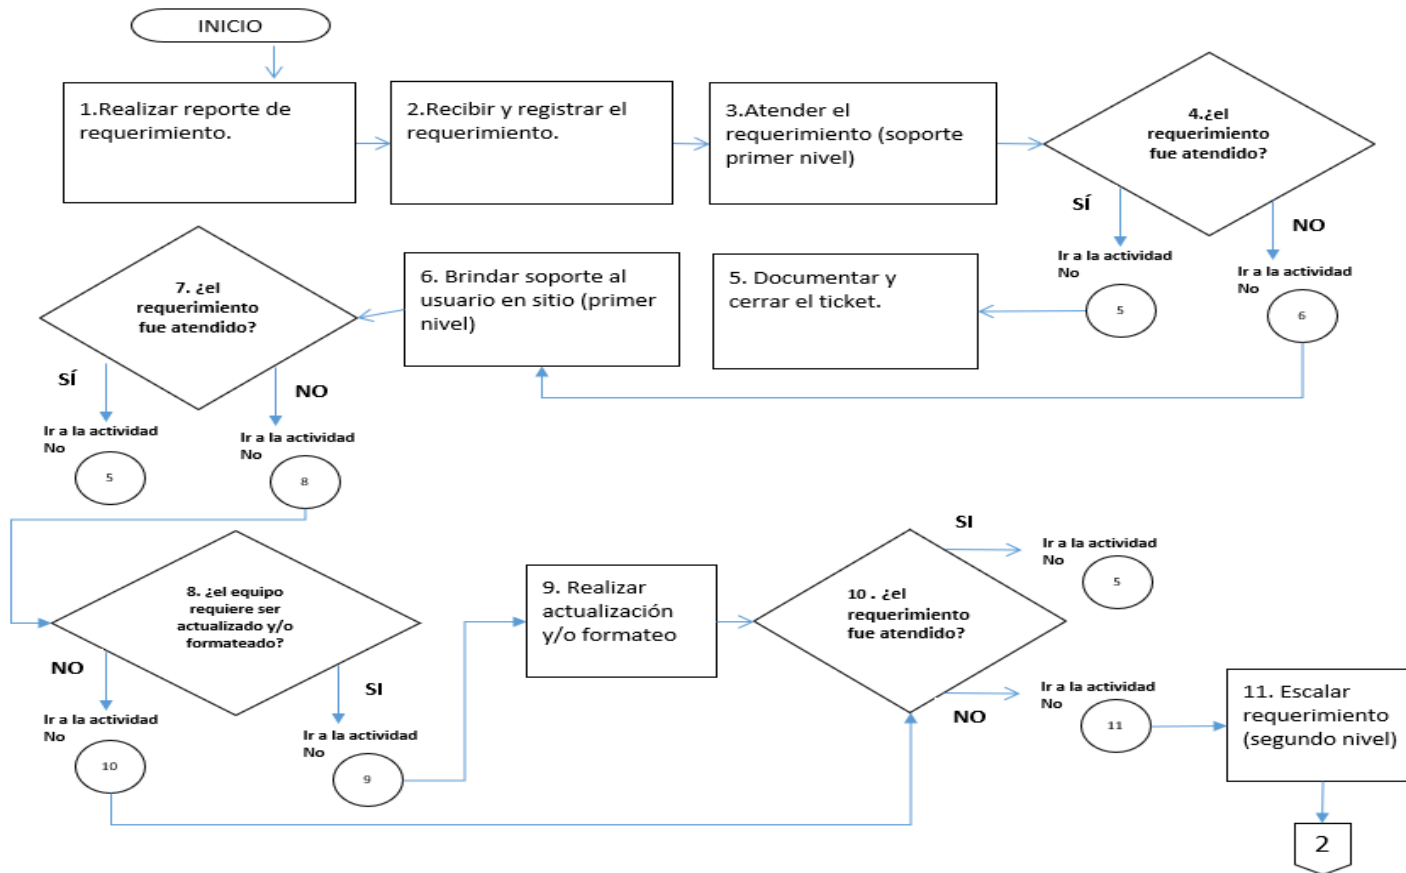 INICIO
1.Realizar reporte de
requerimiento.
2.Recibir y registrar el
requerimiento.
3.Atender el
requerimiento (soporte
primer nivel)
4.¿el
requerimiento
fue atendido?
SÍ
NO
Ir a la actividad
No
5
Ir a la actividad
No
6
5. Documentar y
cerrar el ticket.
6. Brindar soporte al
usuario en sitio (primer
nivel)
7. ¿el
requerimiento
fue atendido?
SÍ
NO
Ir a la actividad
No
5
Ir a la actividad
No
8
8. ¿el equipo
requiere ser
actualizado y/o
formateado?
NO
SI
Ir a la actividad
No
10
Ir a la actividad
No
9
9. Realizar
actualización
y/o formateo
10 . ¿el
requerimiento
fue atendido?
SI
Ir a la actividad
No
5
NO
Ir a la actividad
No
11
11. Escalar
requerimiento
(segundo nivel)
2